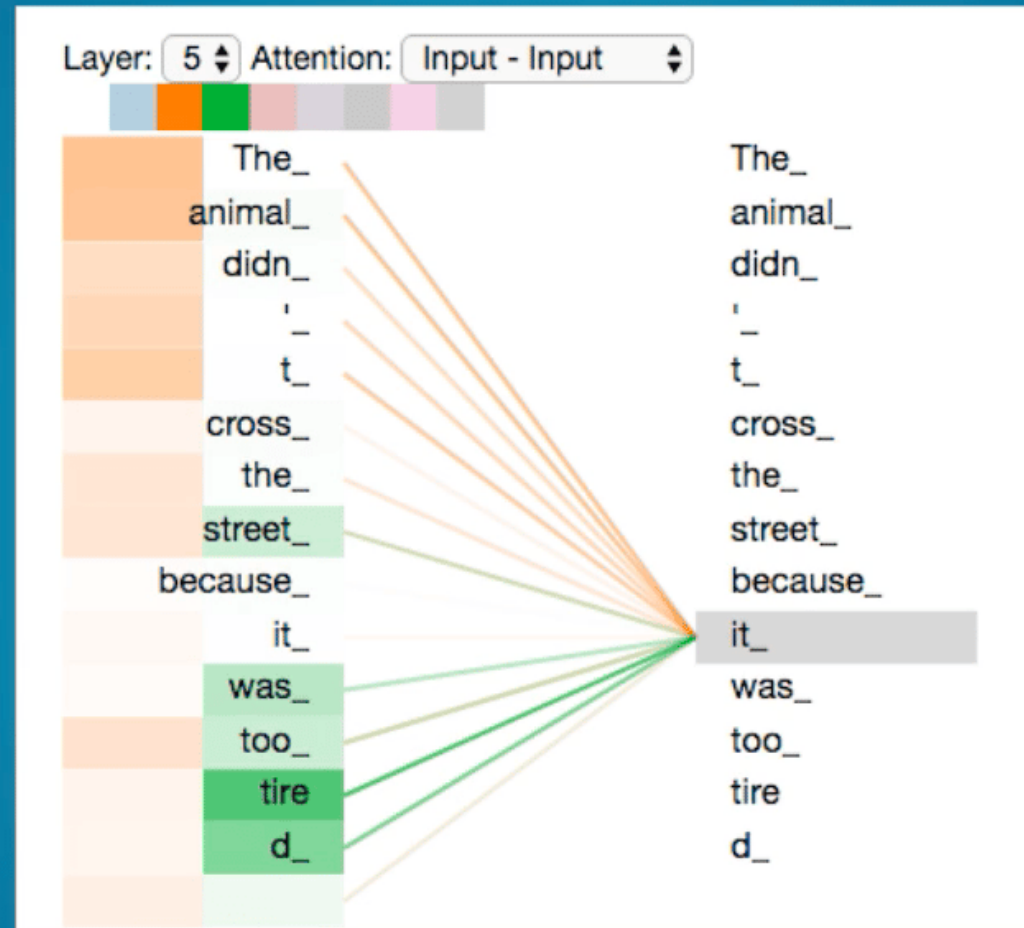 Layer: 5 Attention: Input - Input
The_ The_
animal_ animal_
didn_ didn_
'_ '_
t_ t_
cross_ cross_
the_ the_
street_ street_
because_ because_
it_ it_
was_ was_
too_ too_
tire tire
d_ d_